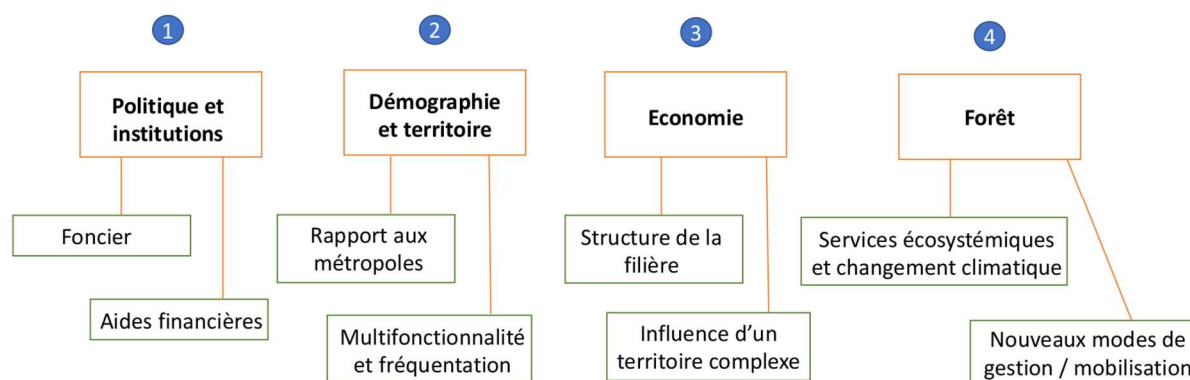 1
2
3
4
Politique et
institutions
Démographie
et territoire
Economie
Forêt
Foncier
Aides financières
Rapport aux
métropoles
Multifonctionnalité
et fréquentation
Structure de la
filière
Influence d'un
territoire complexe
Services écosystémiques
et changement climatique
Nouveaux modes de
gestion / mobilisation